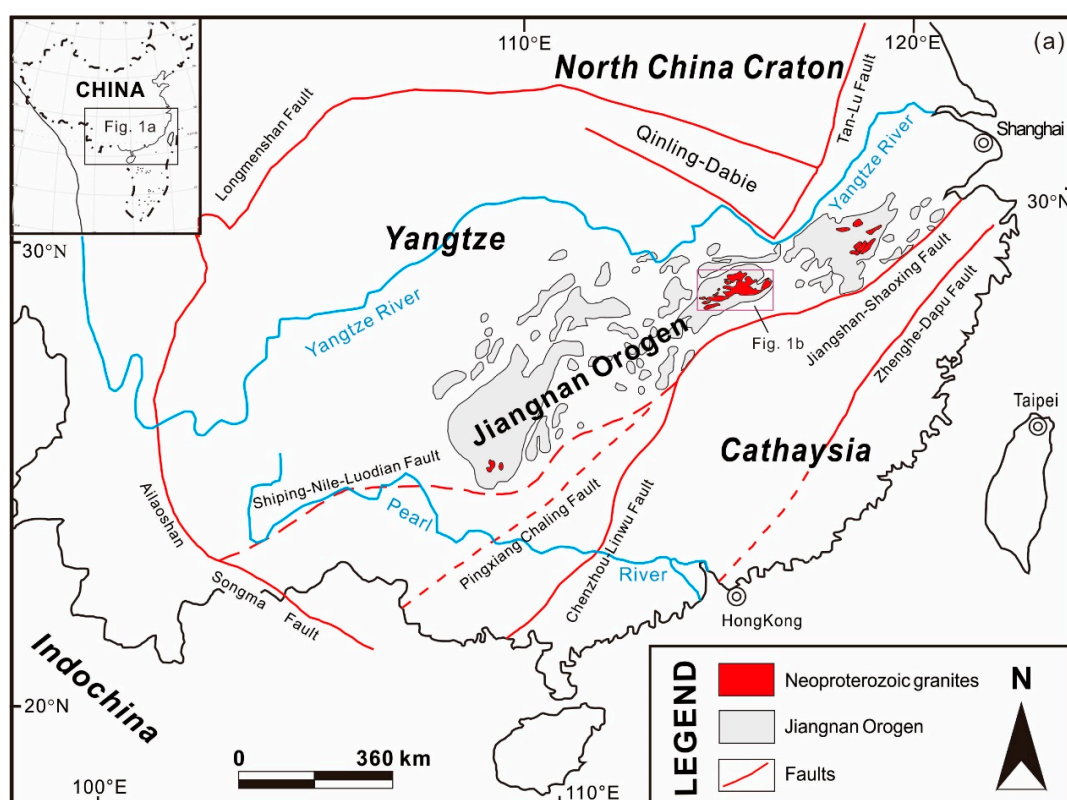 110°E
120°E
(a)
CHINA
Fig. 1a
North China Craton
Longmenshan Fault
Qinling-Dabie
Tan-Lu Fault
Yangtze River
Shanghai
30°N
30°N
Yangtze
Yangtze River
Jiangshan-Shaoxing Fault
Zhenghe-Dapu Fault
Fig. 1b
Jiangnan Orogen
Taipei
Cathaysia
Shiping-Nile-Luodian Fault
Ailaoshan
Pearl
Pingxiang Chaling Fault
Chenzhou-Linwu Fault
River
Songma
Fault
HongKong
Indochina
20°N
LEGEND
Neoproterozoic granites
Jiangnan Orogen
Faults
N
0
360 km
100°E
110°E